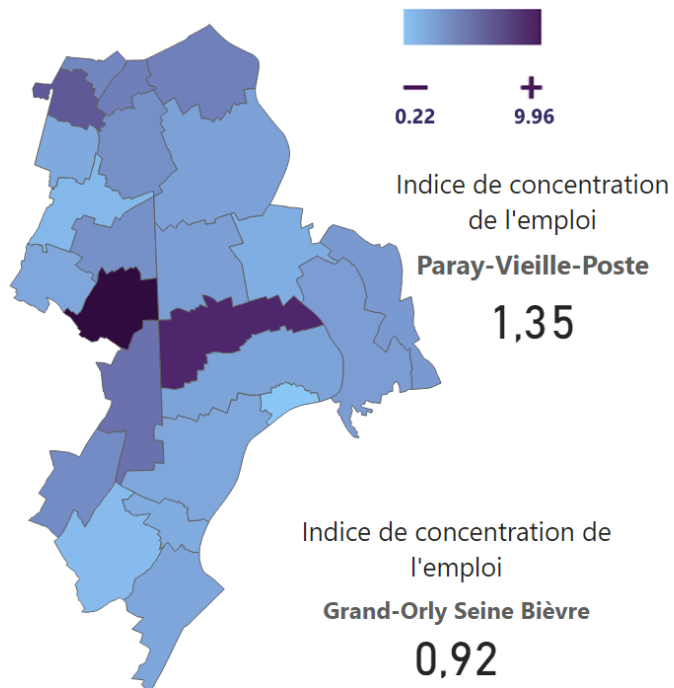 − +
0.22 9.96
Indice de concentration
de l'emploi
Paray-Vieille-Poste
1,35
Indice de concentration de
l'emploi
Grand-Orly Seine Bièvre
0,92